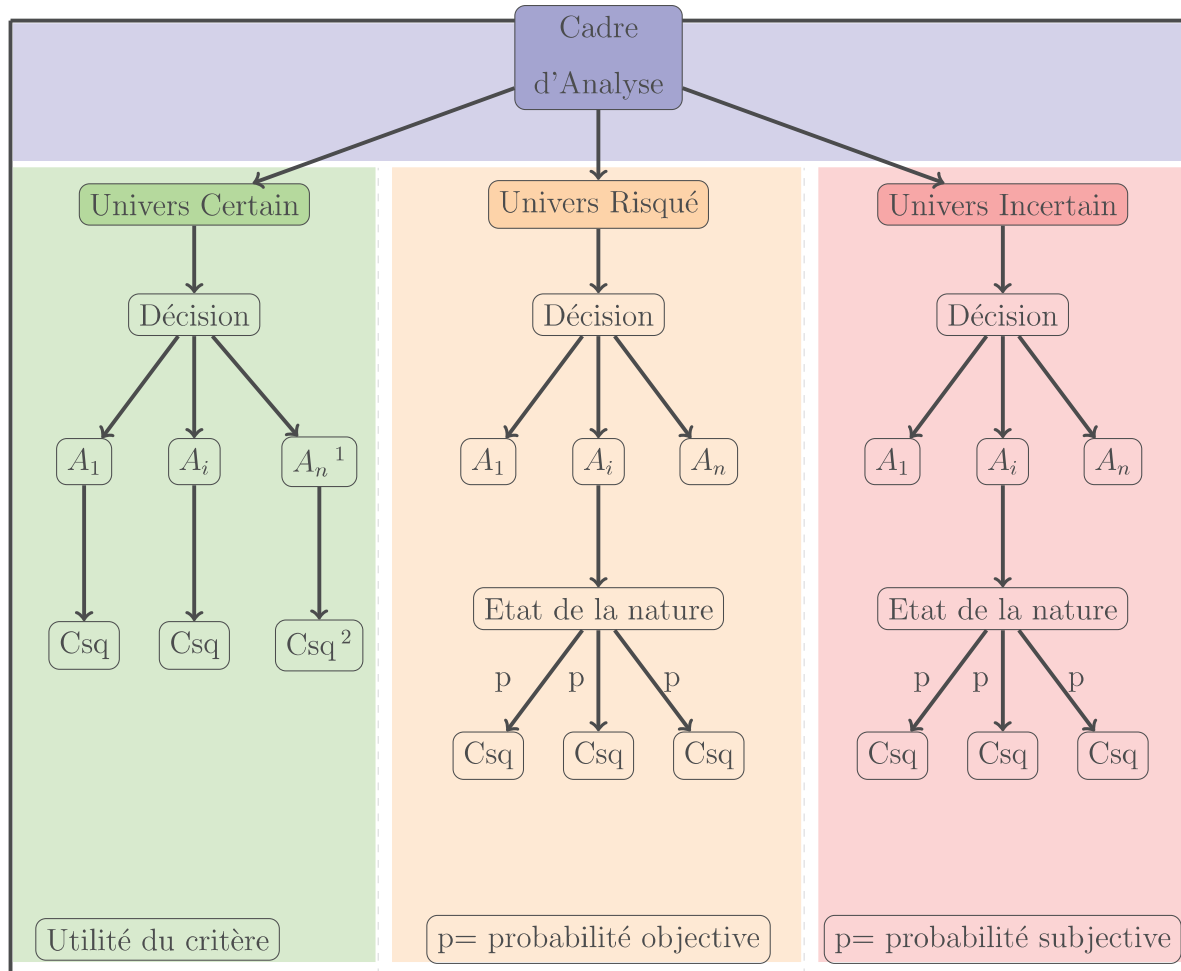 Cadre
d'Analyse
Univers Certain
Univers Risqué
Univers Incertain
Décision
Décision
Décision
A₁
Aᵢ
Aₙ ¹
A₁
Aᵢ
Aₙ
A₁
Aᵢ
Aₙ
Csq
Csq
Csq ²
Etat de la nature
Etat de la nature
p
p
p
p
p
p
Csq
Csq
Csq
Csq
Csq
Csq
Utilité du critère
p= probabilité objective
p= probabilité subjective